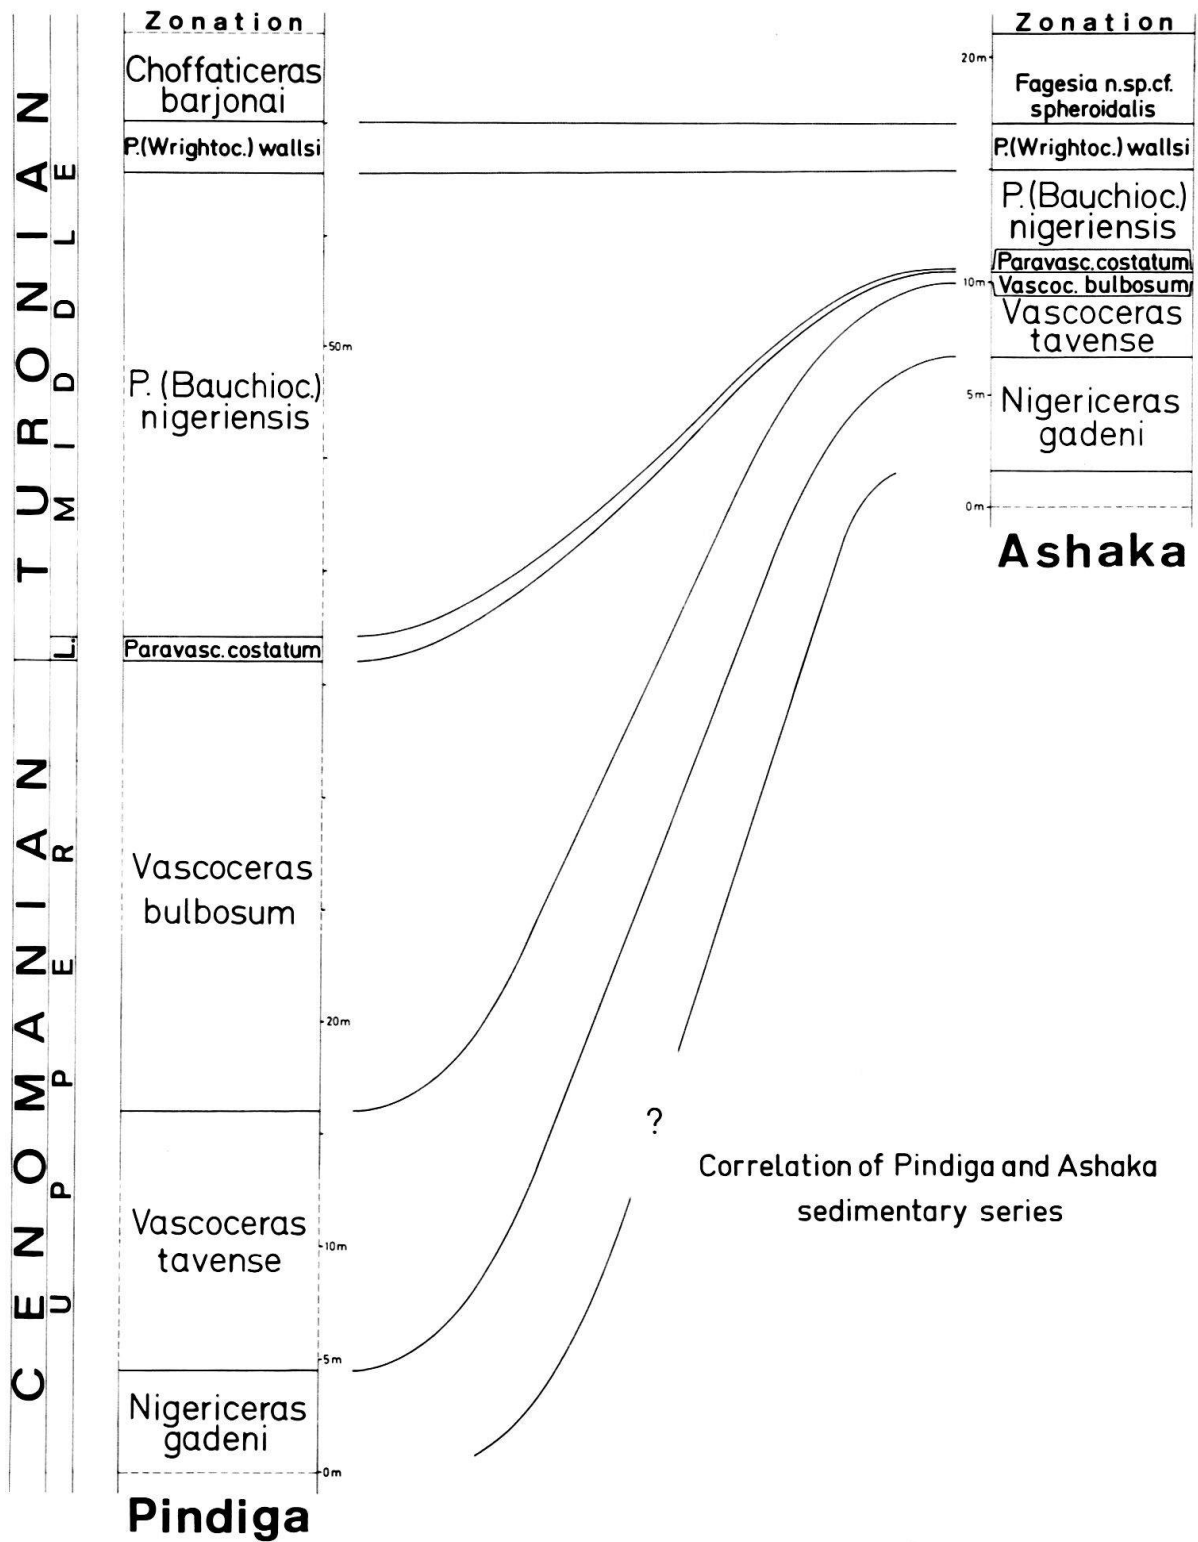 Zonation
Choffaticeras
barjonai
P.(Wrightoc.) wallsi
P. (Bauchioc.)
nigeriensis
Paravasc. costatum
Vascoceras
bulbosum
Vascoceras
tavense
Nigericeras
gadeni
50m
20m
10m
5m
0m
Pindiga
TURONIAN
MIDDLE
L.
CENOMANIAN
UPPER
?
Correlation of Pindiga and Ashaka
sedimentary series
Zonation
20m
Fagesia n.sp.cf.
spheroidalis
P.(Wrightoc.) wallsi
P.(Bauchioc.)
nigeriensis
Paravasc. costatum
10m
Vascoc. bulbosum
Vascoceras
tavense
5m
Nigericeras
gadeni
0m
Ashaka